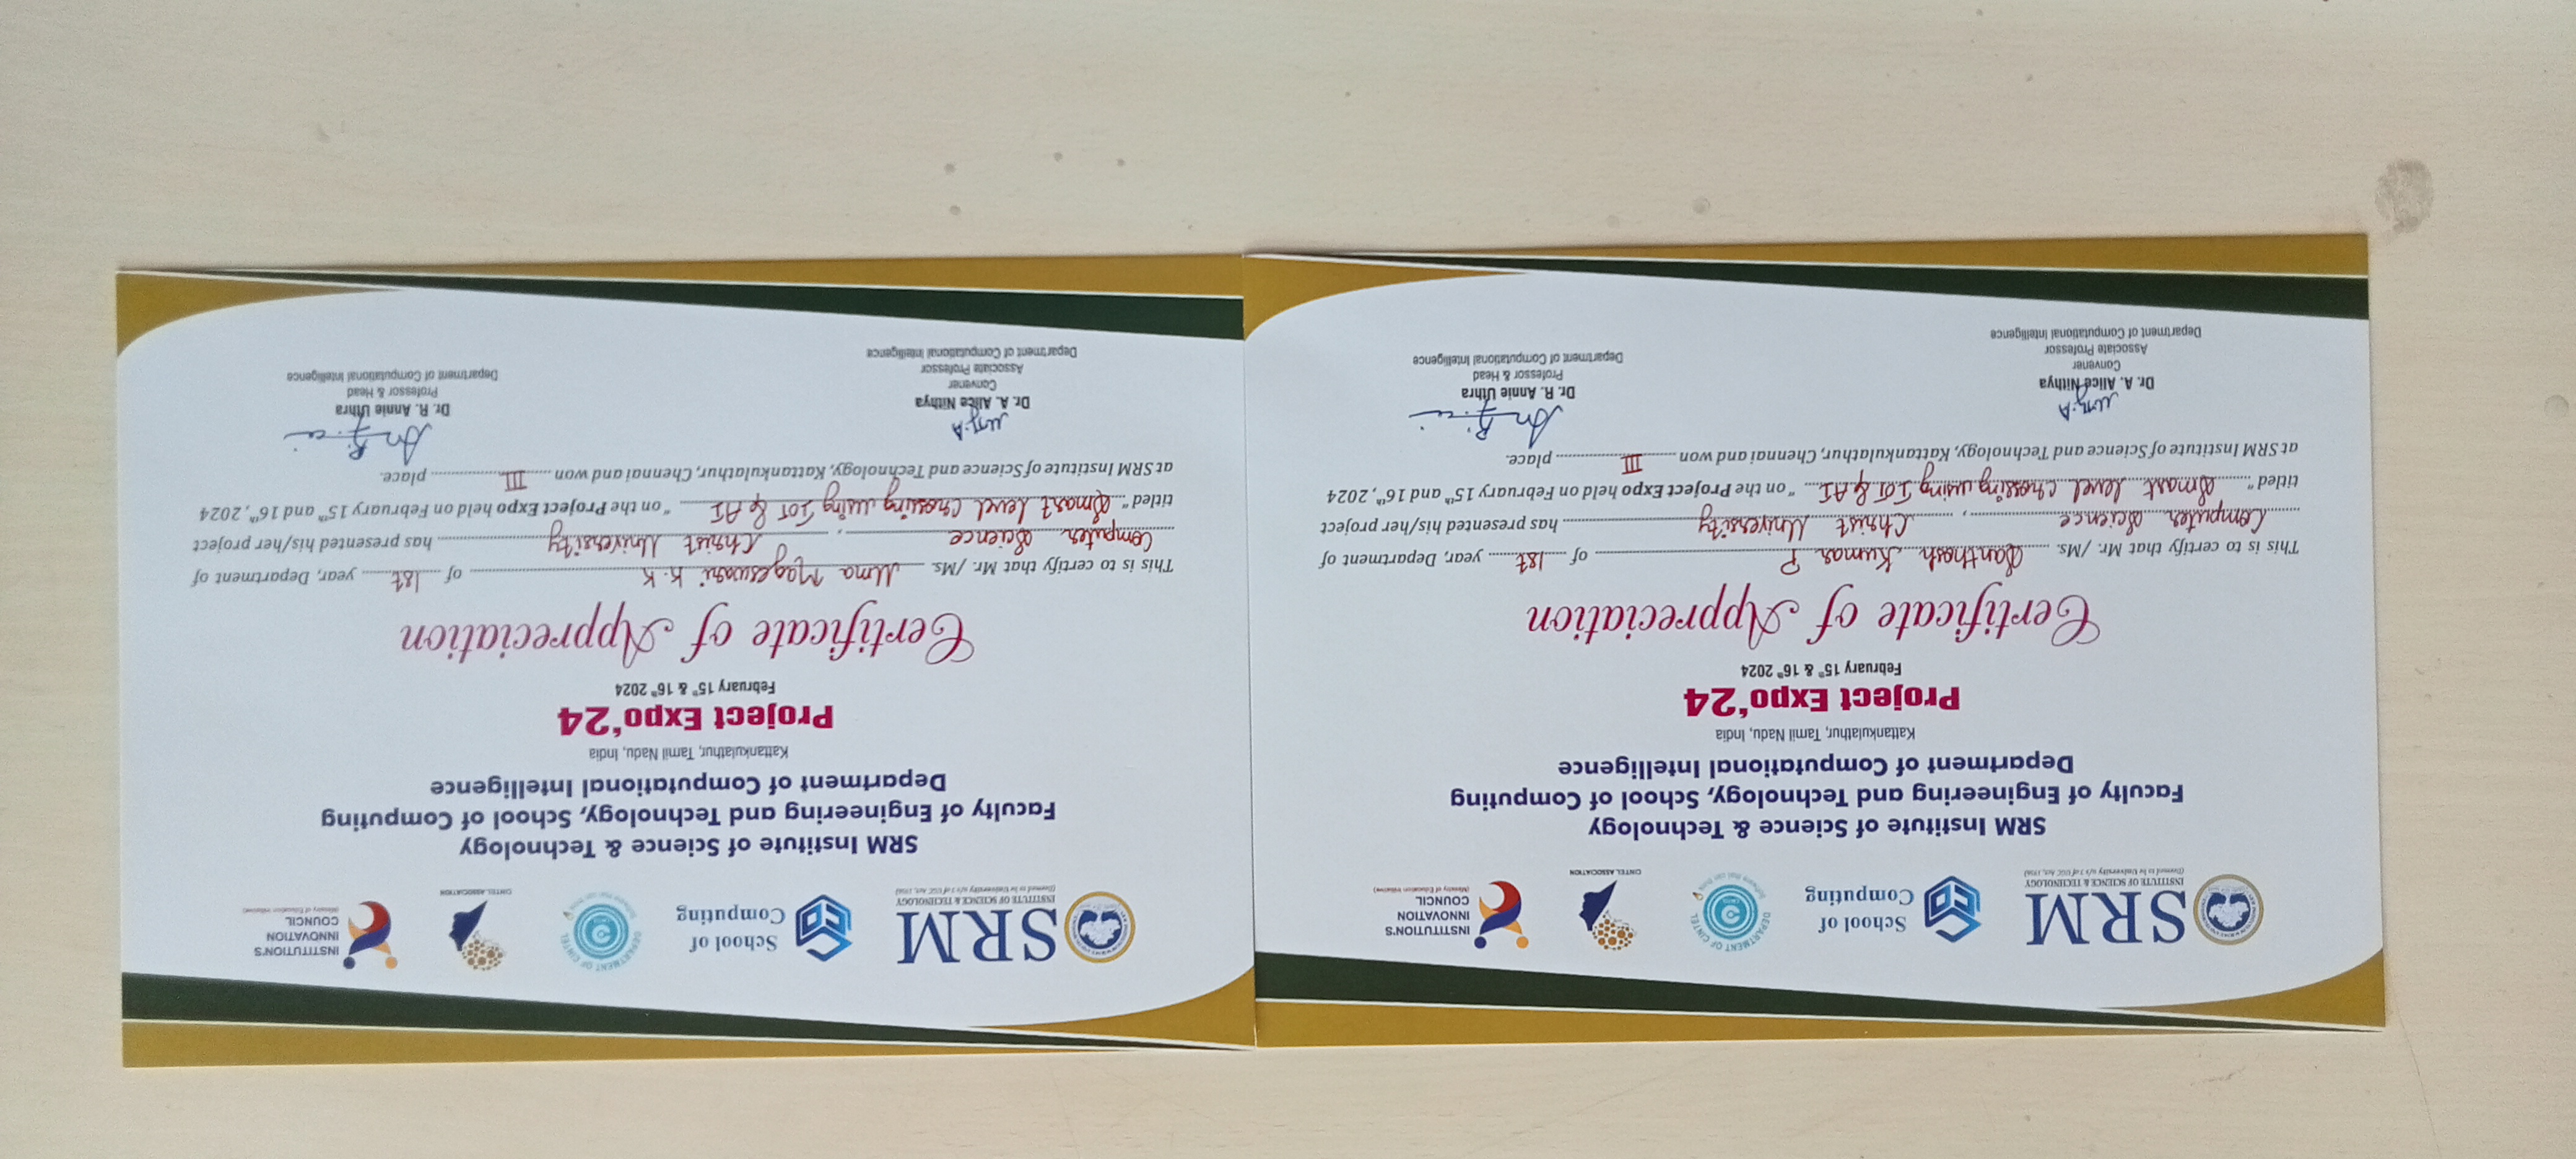 SRM
INSTITUTE OF SCIENCE & TECHNOLOGY
(Deemed to be University u/s 3 of UGC Act, 1956)
School of
Computing
DEPARTMENT OF CINTEL
CINTEL ASSOCIATION
INSTITUTION'S
INNOVATION
COUNCIL
(Ministry of Education Initiative)
SRM Institute of Science & Technology
Faculty of Engineering and Technology, School of Computing
Department of Computational Intelligence
Kattankulathur, Tamil Nadu, India
Project Expo‘24
February 15th & 16th 2024
Certificate of Appreciation
This is to certify that Mr. /Ms. Santhosh Kumar P of 1st year, Department of
Computer Science, Christ University has presented his/her project
titled “ Smart level crossing using IoT & AI “ on the Project Expo held on February 15th and 16th, 2024
at SRM Institute of Science and Technology, Kattankulathur, Chennai and won III place.
Dr. A. Alice Nithya
Convener
Associate Professor
Department of Computational Intelligence
Dr. R. Annie Uthra
Professor & Head
Department of Computational Intelligence
SRM
INSTITUTE OF SCIENCE & TECHNOLOGY
(Deemed to be University u/s 3 of UGC Act, 1956)
School of
Computing
DEPARTMENT OF CINTEL
CINTEL ASSOCIATION
INSTITUTION'S
INNOVATION
COUNCIL
(Ministry of Education Initiative)
SRM Institute of Science & Technology
Faculty of Engineering and Technology, School of Computing
Department of Computational Intelligence
Kattankulathur, Tamil Nadu, India
Project Expo‘24
February 15th & 16th 2024
Certificate of Appreciation
This is to certify that Mr. /Ms. Uma Mageswari K.K of 1st year, Department of
Computer Science, Christ University has presented his/her project
titled “ Smart level crossing using IoT & AI “ on the Project Expo held on February 15th and 16th, 2024
at SRM Institute of Science and Technology, Kattankulathur, Chennai and won III place.
Dr. A. Alice Nithya
Convener
Associate Professor
Department of Computational Intelligence
Dr. R. Annie Uthra
Professor & Head
Department of Computational Intelligence